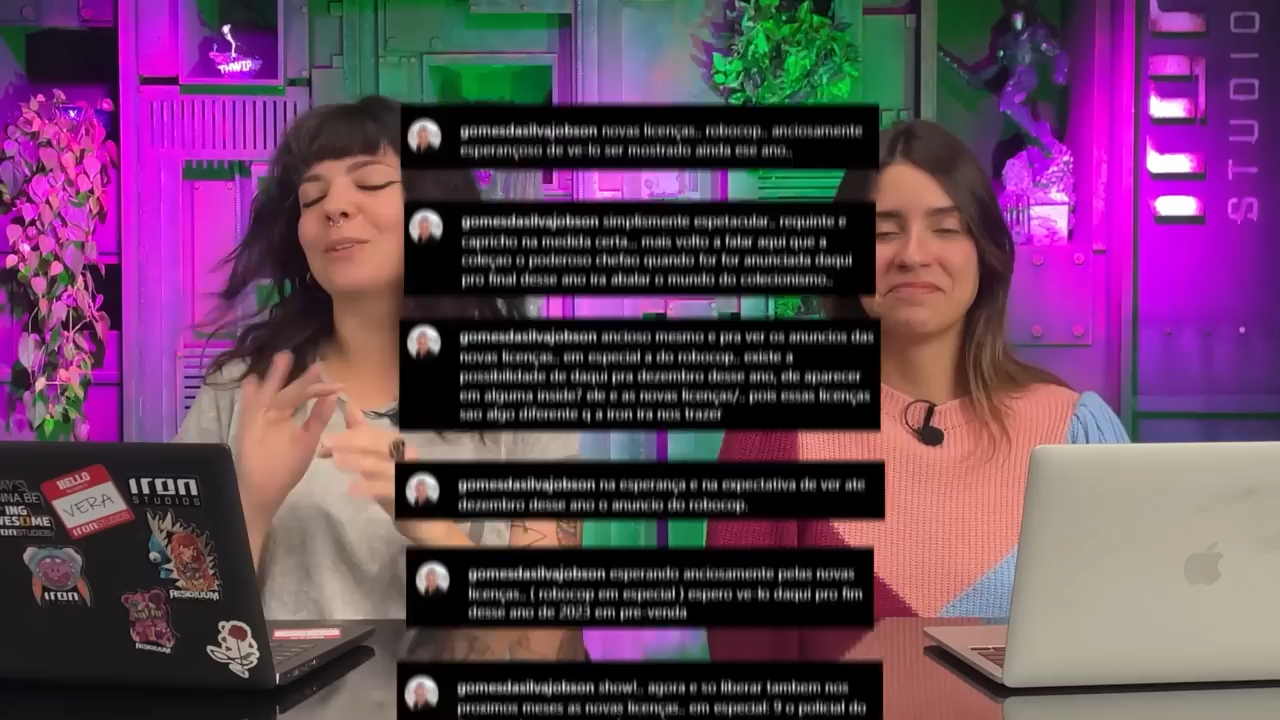 THWIP
STUDIO
gomesdasilvajobson novas licenças.. robocop.. anciosamente
esperançoso de ve-lo ser mostrado ainda ese ano..
gomesdasilvajobson simplismente espetacular.. requinte e
capricho na medida certa... mais volto a falar aqui que a
coleçao o poderoso chefao quando for for anunciada daqui
pro final desse ano ira abalar o mundo do colecionismo..
gomesdasilvajobson ancioso mesmo e pra ver os anuncios das
novas licenças.. em especial a do robocop.. existe a
possibilidade de daqui pra dezembro desse ano, ele aparecer
em alguma inside? ele e as novas licenças/.. pois essas licenças
sao algo diferente q a iron ira nos trazer
gomesdasilvajobson na esperança e na expectativa de ver ate
dezembro desse ano o anuncio do robocop.
gomesdasilvajobson esperando anciosamente pelas novas
licenças.. ( robocop em especial ) espero ve-lo daqui pro fim
desse ano de 2023 em pre-venda
gomesdasilvajobson show!.. agora e so liberar tambem nos
proximos meses as novas licenças.. em especial 9 o policial do
HELLO
VERA
IRON STUDIOS
IRON
STUDIOS
IRON
RESIDIUUM